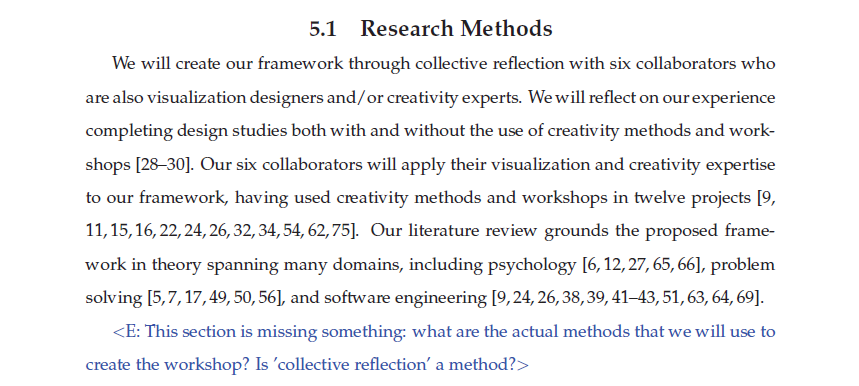 5.1 Research Methods
We will create our framework through collective reflection with six collaborators who
are also visualization designers and/or creativity experts. We will reflect on our experience
completing design studies both with and without the use of creativity methods and work-
shops [28–30]. Our six collaborators will apply their visualization and creativity expertise
to our framework, having used creativity methods and workshops in twelve projects [9,
11, 15, 16, 22, 24, 26, 32, 34, 54, 62, 75]. Our literature review grounds the proposed frame-
work in theory spanning many domains, including psychology [6, 12, 27, 65, 66], problem
solving [5, 7, 17, 49, 50, 56], and software engineering [9, 24, 26, 38, 39, 41–43, 51, 63, 64, 69].
<E: This section is missing something: what are the actual methods that we will use to
create the workshop? Is ’collective reflection’ a method?>